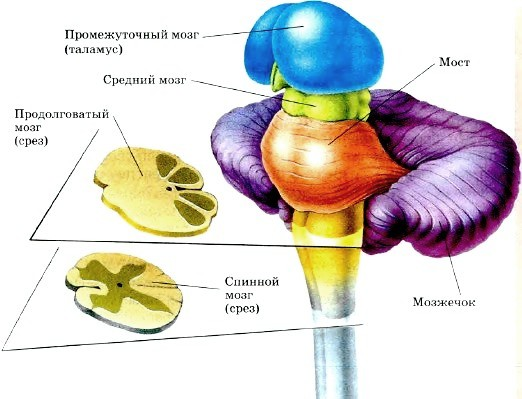 Промежуточный мозг
(таламус)
Мост
Средний мозг
Продолговатый
мозг
(срез)
Спинной
мозг
(срез)
Мозжечок